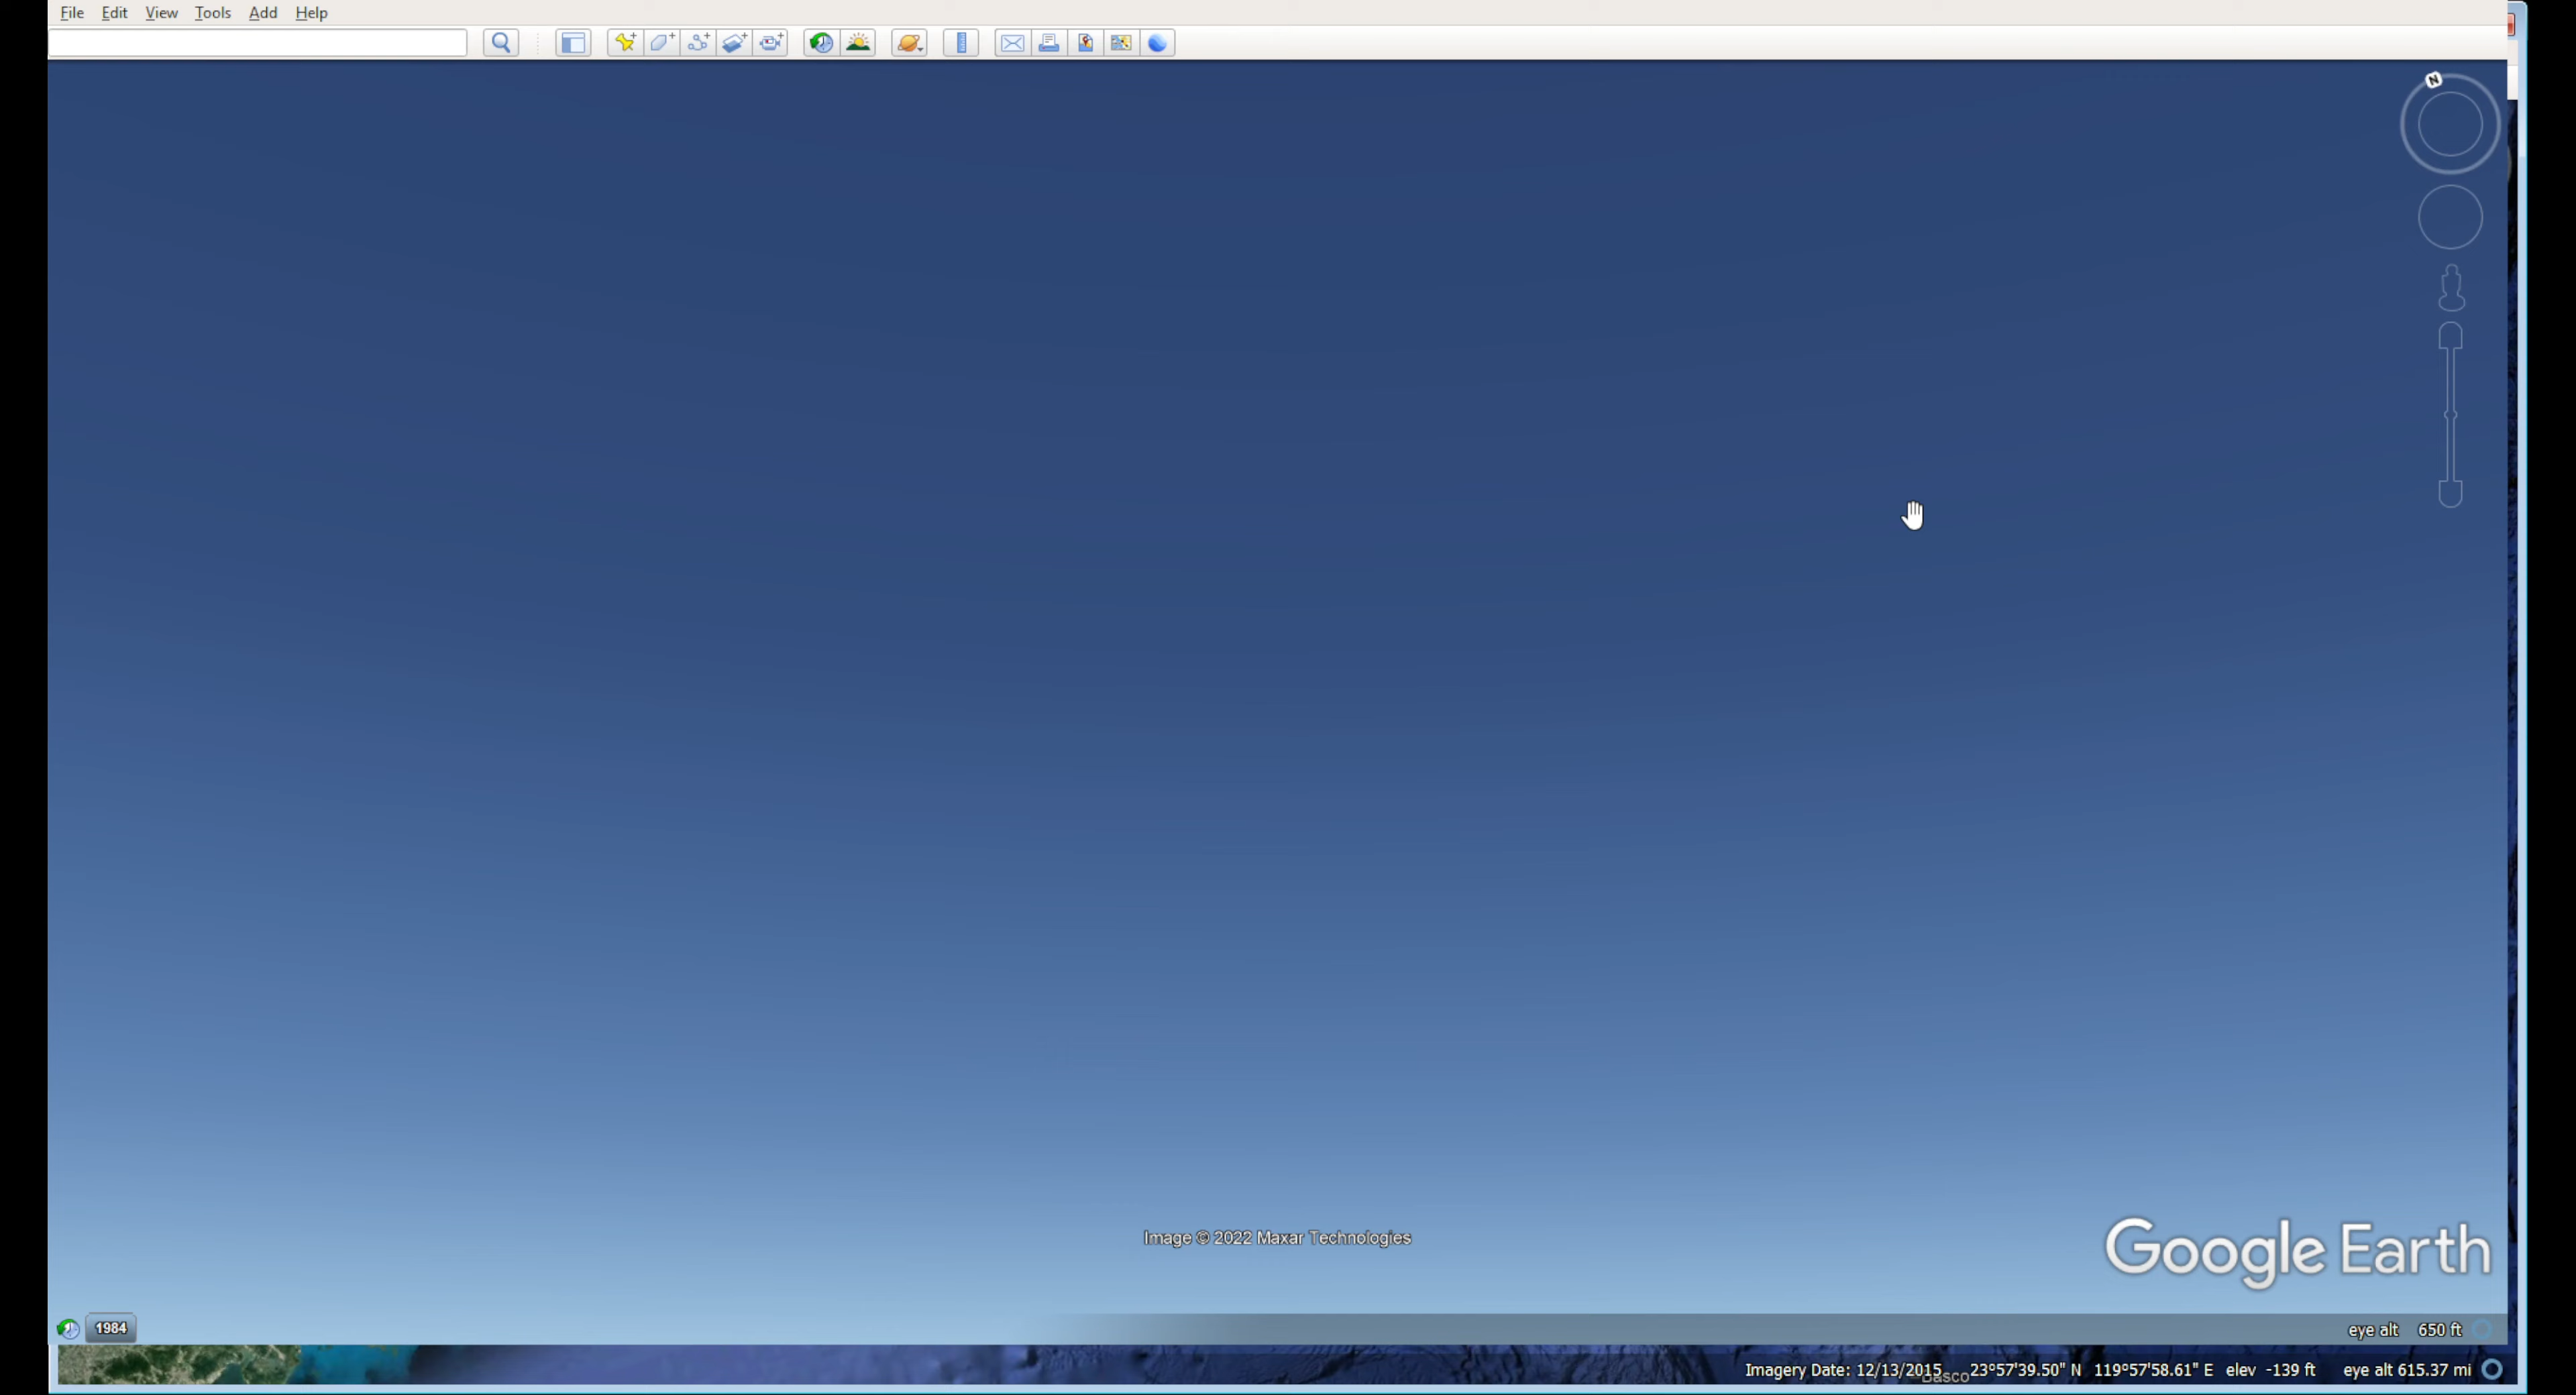 File Edit View Tools Add Help
N
Image © 2022 Maxar Technologies
Google Earth
1984
eye alt 650 ft
Imagery Date: 12/13/2015 23°57'39.50" N 119°57'58.61" E elev -139 ft eye alt 615.37 mi
Basco